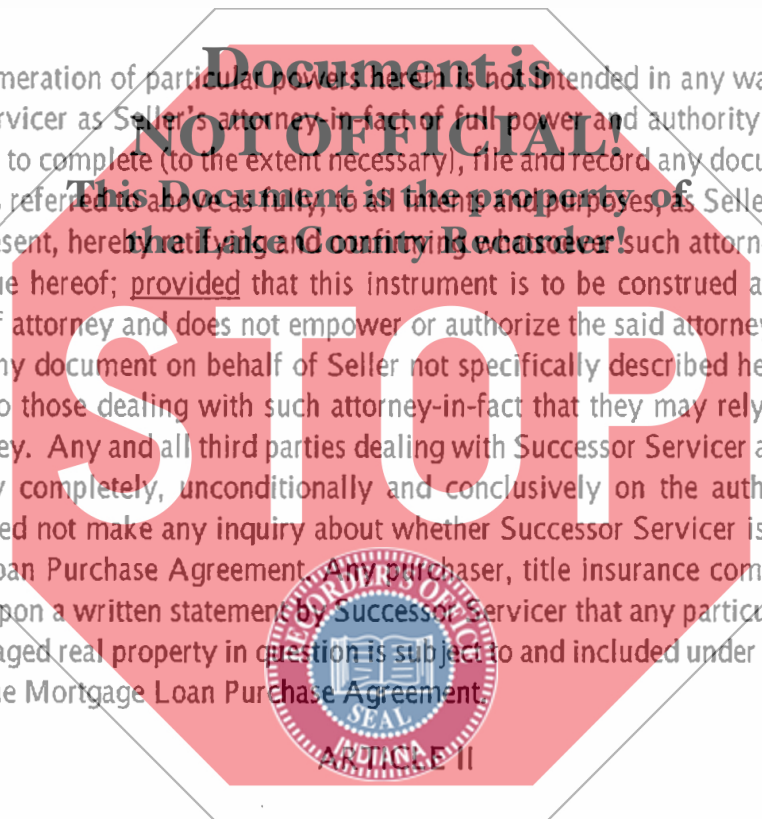 Document is
NOT OFFICIAL!
This Document is the property of
the Lake County Recorder!
STOP
meration of particular powers herein is not intended in any wa
rvicer as Seller's attorney-in-fact of full power and authority
to complete (to the extent necessary), file and record any docu
referred to above as fully, to all intents and purposes, as Selle
sent, hereby ratifying and confirming whatsoever such attorn
e hereof; provided that this instrument is to be construed a
f attorney and does not empower or authorize the said attorney
ny document on behalf of Seller not specifically described he
o those dealing with such attorney-in-fact that they may rely
ey. Any and all third parties dealing with Successor Servicer a
y completely, unconditionally and conclusively on the auth
ed not make any inquiry about whether Successor Servicer is
oan Purchase Agreement. Any purchaser, title insurance com
pon a written statement by Successor Servicer that any particu
aged real property in question is subject to and included under
e Mortgage Loan Purchase Agreement.
RECORDER'S OFFICE
SEAL
INDIANA
ARTICLE II